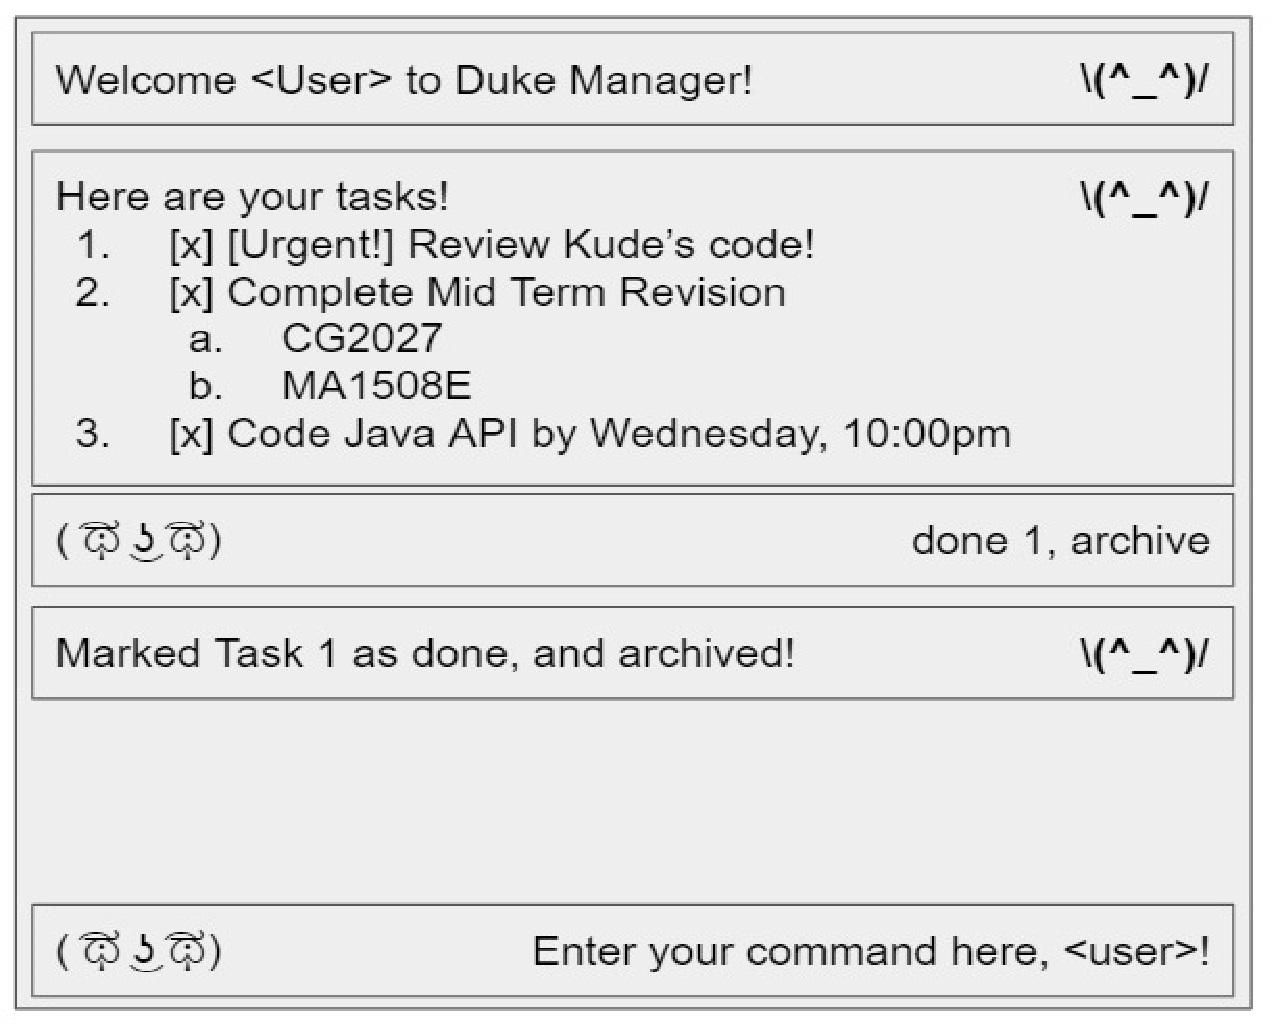 Welcome <User> to Duke Manager! \(^_^)/
Here are your tasks! \(^_^)/
1. [x] [Urgent!] Review Kude’s code!
2. [x] Complete Mid Term Revision
a. CG2027
b. MA1508E
3. [x] Code Java API by Wednesday, 10:00pm
done 1, archive
Marked Task 1 as done, and archived! \(^_^)/
Enter your command here, <user>!